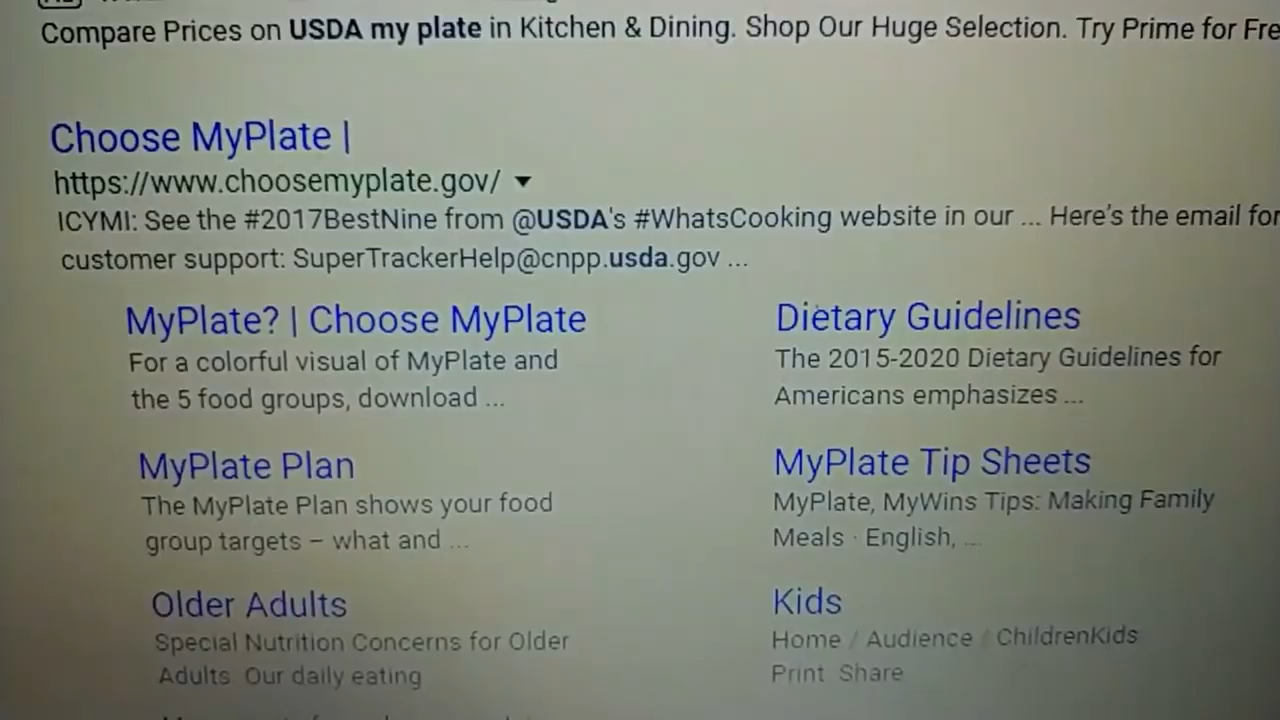 Compare Prices on USDA my plate in Kitchen & Dining. Shop Our Huge Selection. Try Prime for Fre
Choose MyPlate |
https://www.choosemyplate.gov/
ICYMI: See the #2017BestNine from @USDA's #WhatsCooking website in our ... Here's the email for
customer support: SuperTrackerHelp@cnpp.usda.gov ...
MyPlate? | Choose MyPlate
For a colorful visual of MyPlate and
the 5 food groups, download ...
Dietary Guidelines
The 2015-2020 Dietary Guidelines for
Americans emphasizes ...
MyPlate Plan
The MyPlate Plan shows your food
group targets – what and ...
MyPlate Tip Sheets
MyPlate, MyWins Tips: Making Family
Meals · English, ...
Older Adults
Special Nutrition Concerns for Older
Adults. Our daily eating
Kids
Home / Audience / ChildrenKids
Print Share